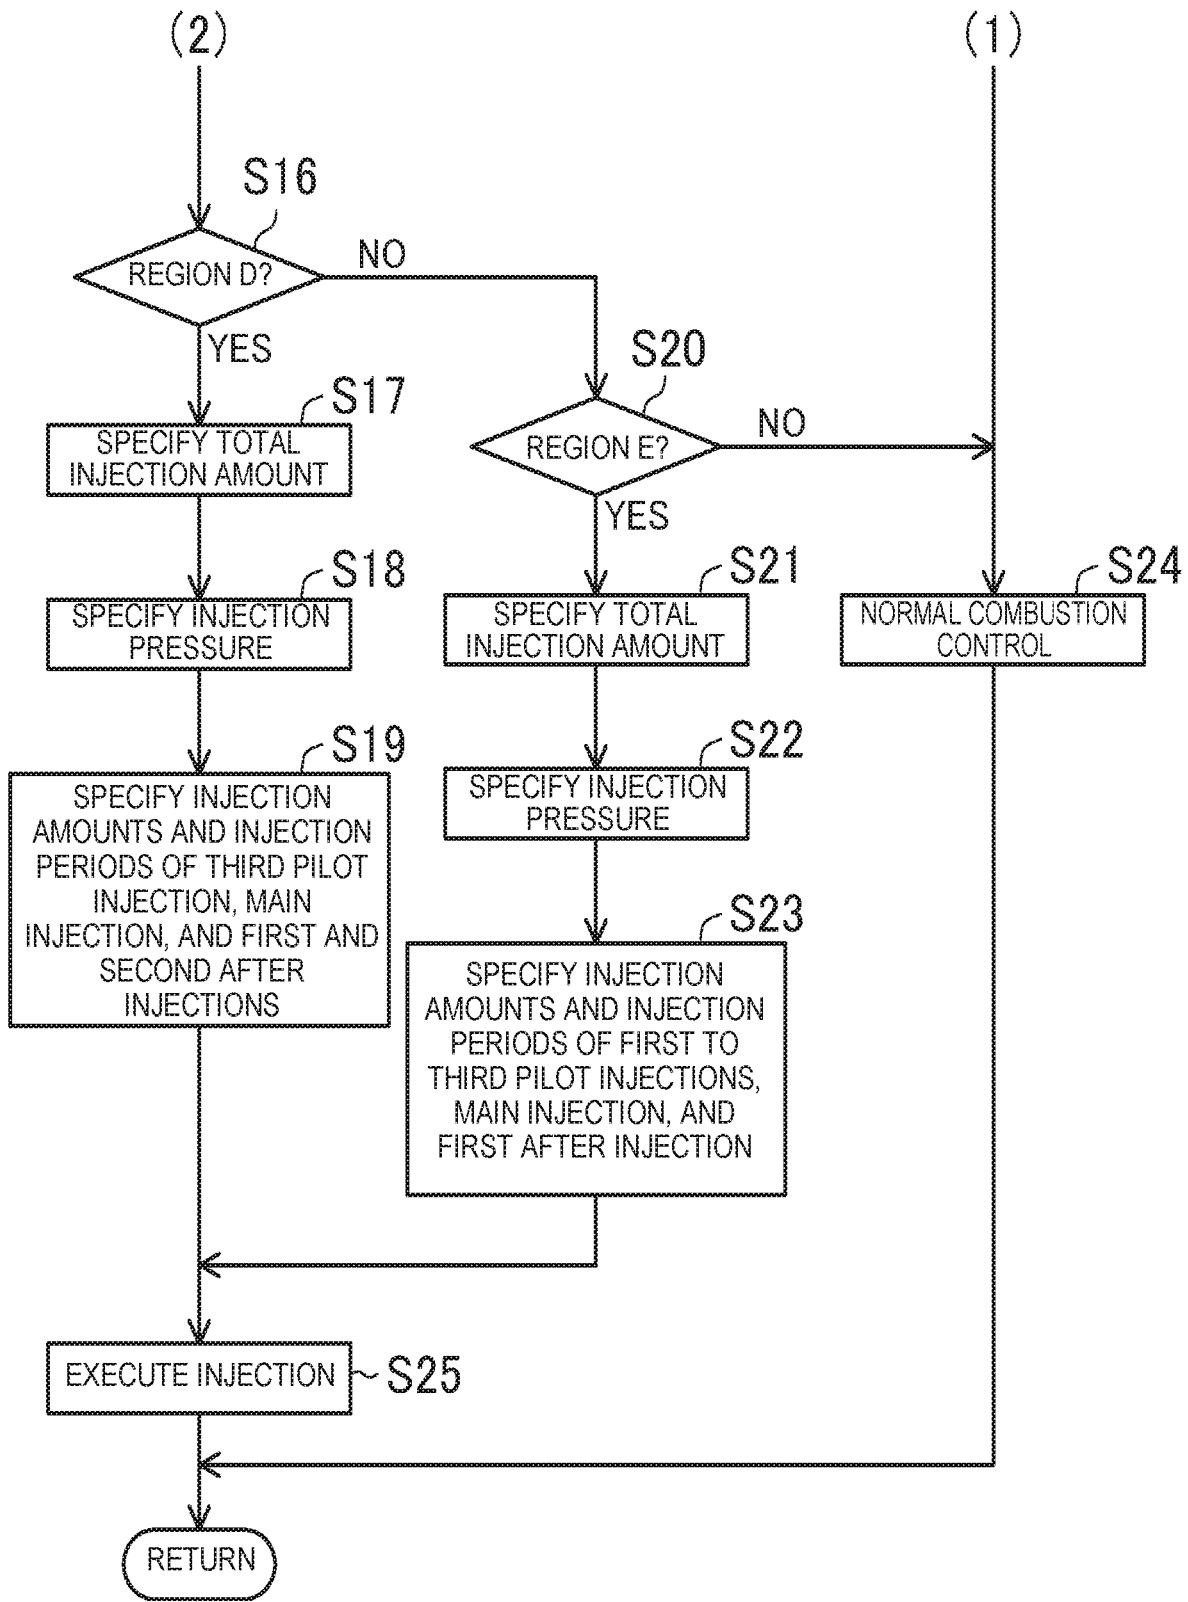 (2)
(1)
S16
REGION D?
NO
YES
S17
SPECIFY TOTAL
INJECTION AMOUNT
S18
SPECIFY INJECTION
PRESSURE
S19
SPECIFY INJECTION
AMOUNTS AND INJECTION
PERIODS OF THIRD PILOT
INJECTION, MAIN
INJECTION, AND FIRST AND
SECOND AFTER
INJECTIONS
S20
REGION E?
NO
YES
S21
SPECIFY TOTAL
INJECTION AMOUNT
S22
SPECIFY INJECTION
PRESSURE
S23
SPECIFY INJECTION
AMOUNTS AND INJECTION
PERIODS OF FIRST TO
THIRD PILOT INJECTIONS,
MAIN INJECTION, AND
FIRST AFTER INJECTION
S24
NORMAL COMBUSTION
CONTROL
EXECUTE INJECTION
S25
RETURN